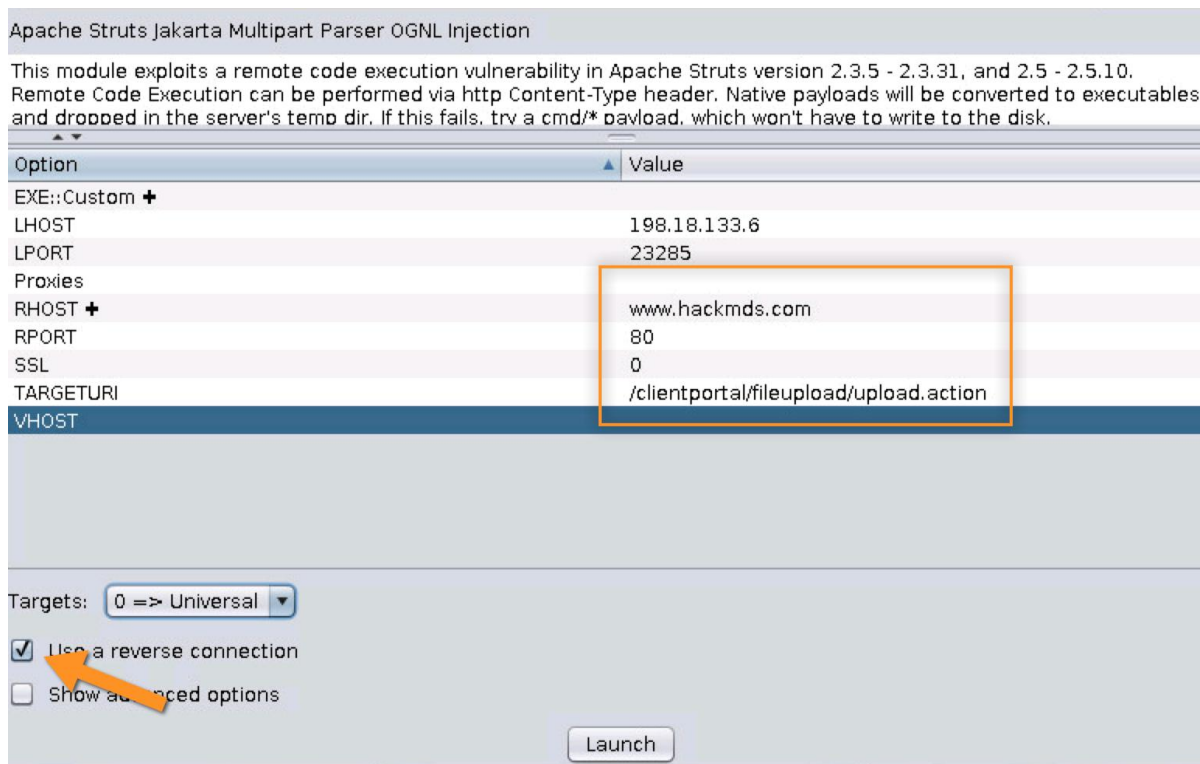 Apache Struts Jakarta Multipart Parser OGNL Injection
This module exploits a remote code execution vulnerability in Apache Struts version 2.3.5 - 2.3.31, and 2.5 - 2.5.10.
Remote Code Execution can be performed via http Content-Type header. Native payloads will be converted to executables
and dropped in the server's temp dir. If this fails, try a cmd/* payload, which won't have to write to the disk.
Option Value
EXE::Custom +
LHOST 198.18.133.6
LPORT 23285
Proxies
RHOST + www.hackmds.com
RPORT 80
SSL 0
TARGETURI /clientportal/fileupload/upload.action
VHOST
Targets: 0 => Universal
Use a reverse connection
Show advanced options
Launch